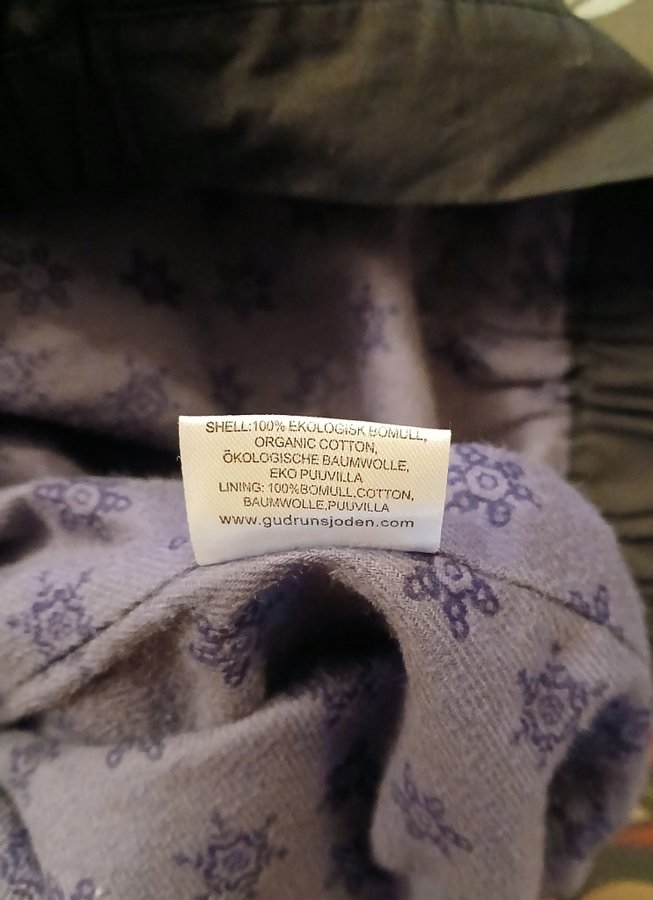 SHELL:100% EKOLOGISK BOMULL,
ORGANIC COTTON,
ÖKOLOGISCHE BAUMWOLLE,
EKO PUUVILLA
LINING: 100%BOMULL,COTTON,
BAUMWOLLE,PUUVILLA
www.gudrunsjoden.com